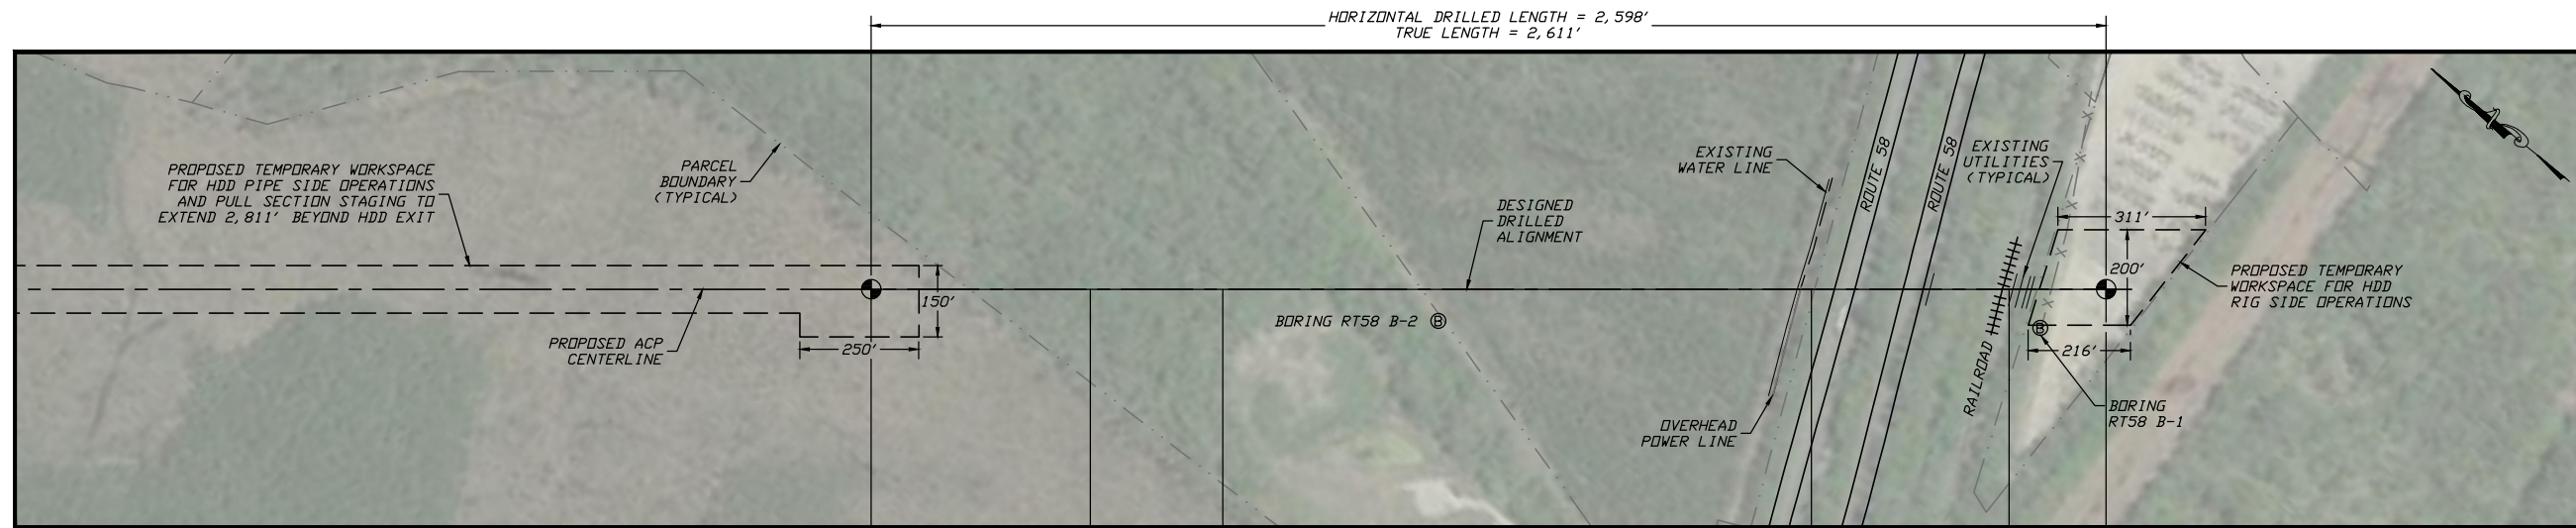 HORIZONTAL DRILLED LENGTH = 2,598'
TRUE LENGTH = 2,611'
PROPOSED TEMPORARY WORKSPACE
FOR HDD PIPE SIDE OPERATIONS
AND PULL SECTION STAGING TO
EXTEND 2,811' BEYOND HDD EXIT
PARCEL
BOUNDARY
(TYPICAL)
PROPOSED ACP
CENTERLINE
150'
250'
BORING RT58 B-2 B
DESIGNED
DRILLED
ALIGNMENT
EXISTING
WATER LINE
OVERHEAD
POWER LINE
ROUTE 58
ROUTE 58
EXISTING
UTILITIES
(TYPICAL)
RAILROAD
311'
200'
216'
B
PROPOSED TEMPORARY
WORKSPACE FOR HDD
RIG SIDE OPERATIONS
BORING
RT58 B-1